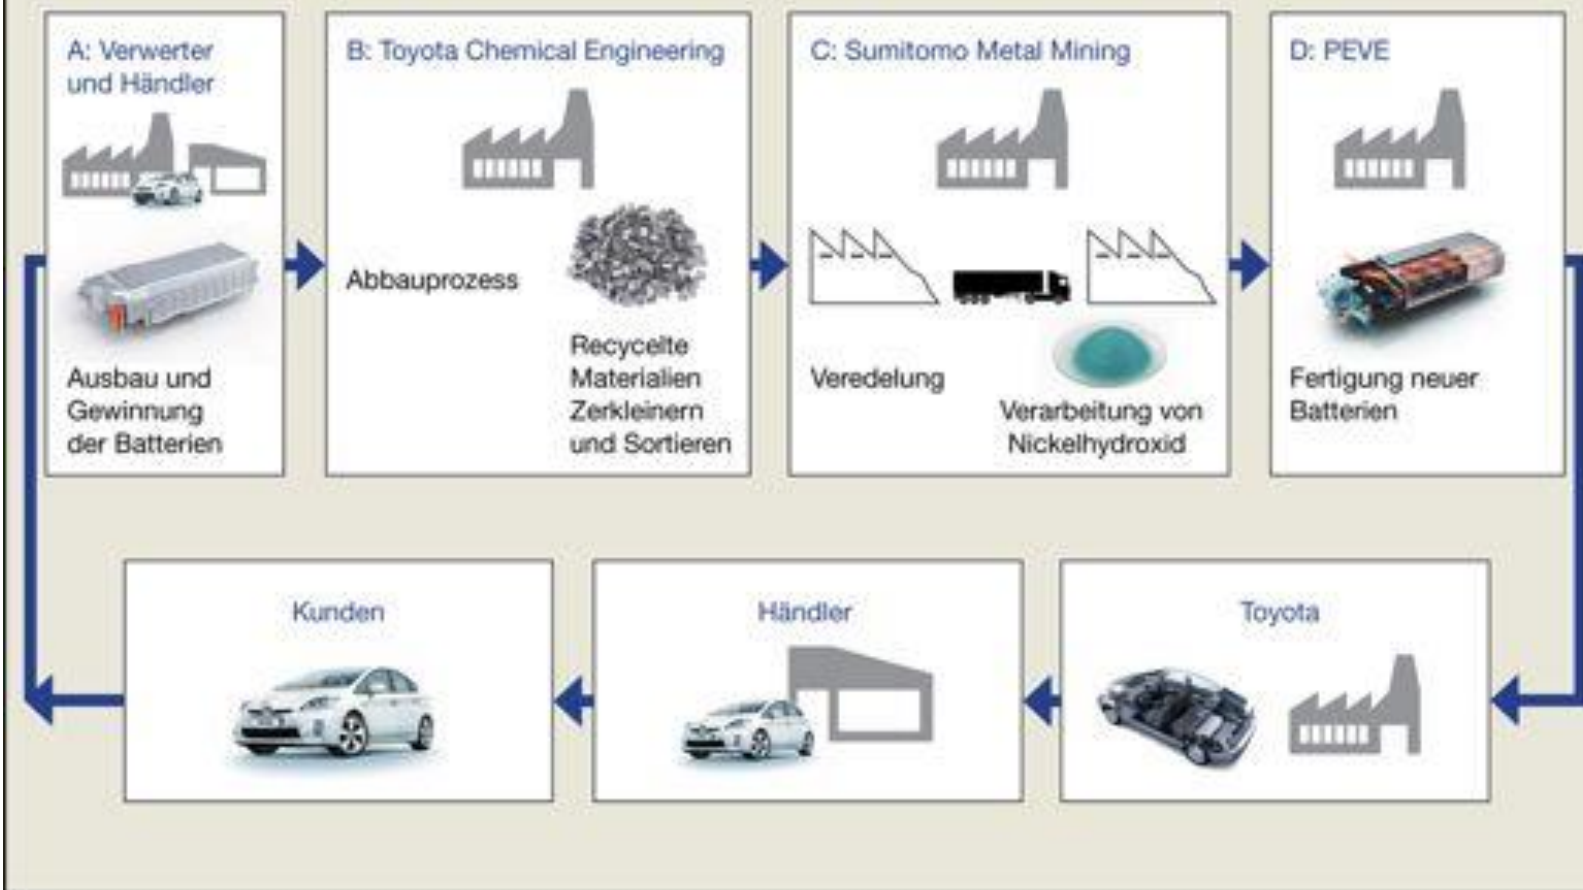 A: Verwerter
und Händler
Ausbau und
Gewinnung
der Batterien
B: Toyota Chemical Engineering
Abbauprozess
Recycelte
Materialien
Zerkleinern
und Sortieren
C: Sumitomo Metal Mining
Veredelung
Verarbeitung von
Nickelhydroxid
D: PEVE
Fertigung neuer
Batterien
Kunden
Händler
Toyota